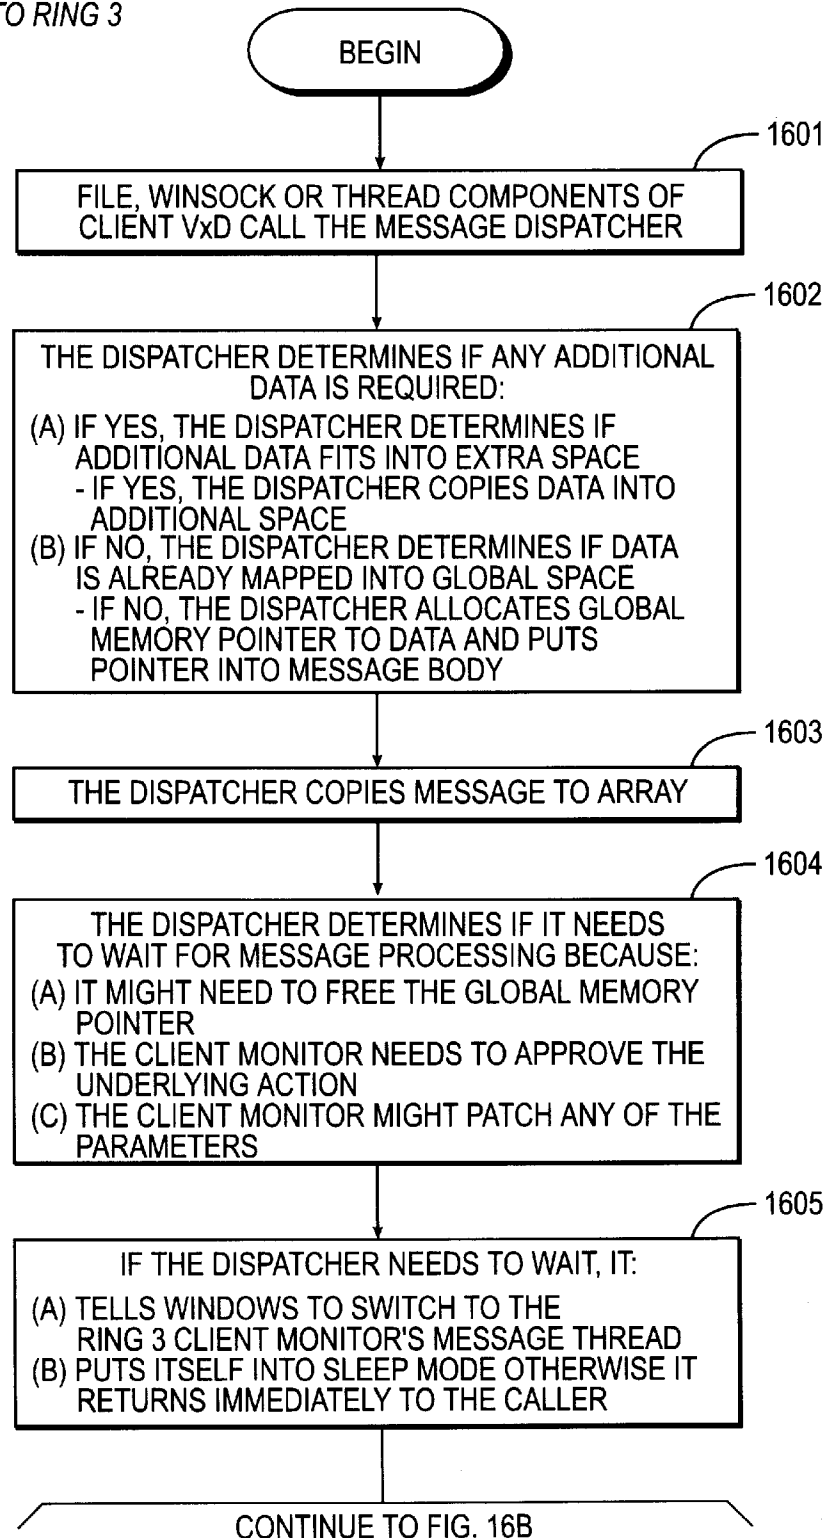 TO RING 3
BEGIN
1601
FILE, WINSOCK OR THREAD COMPONENTS OF
CLIENT VxD CALL THE MESSAGE DISPATCHER
1602
THE DISPATCHER DETERMINES IF ANY ADDITIONAL
DATA IS REQUIRED:
(A) IF YES, THE DISPATCHER DETERMINES IF
ADDITIONAL DATA FITS INTO EXTRA SPACE
- IF YES, THE DISPATCHER COPIES DATA INTO
ADDITIONAL SPACE
(B) IF NO, THE DISPATCHER DETERMINES IF DATA
IS ALREADY MAPPED INTO GLOBAL SPACE
- IF NO, THE DISPATCHER ALLOCATES GLOBAL
MEMORY POINTER TO DATA AND PUTS
POINTER INTO MESSAGE BODY
1603
THE DISPATCHER COPIES MESSAGE TO ARRAY
1604
THE DISPATCHER DETERMINES IF IT NEEDS
TO WAIT FOR MESSAGE PROCESSING BECAUSE:
(A) IT MIGHT NEED TO FREE THE GLOBAL MEMORY
POINTER
(B) THE CLIENT MONITOR NEEDS TO APPROVE THE
UNDERLYING ACTION
(C) THE CLIENT MONITOR MIGHT PATCH ANY OF THE
PARAMETERS
1605
IF THE DISPATCHER NEEDS TO WAIT, IT:
(A) TELLS WINDOWS TO SWITCH TO THE
RING 3 CLIENT MONITOR'S MESSAGE THREAD
(B) PUTS ITSELF INTO SLEEP MODE OTHERWISE IT
RETURNS IMMEDIATELY TO THE CALLER
CONTINUE TO FIG. 16B